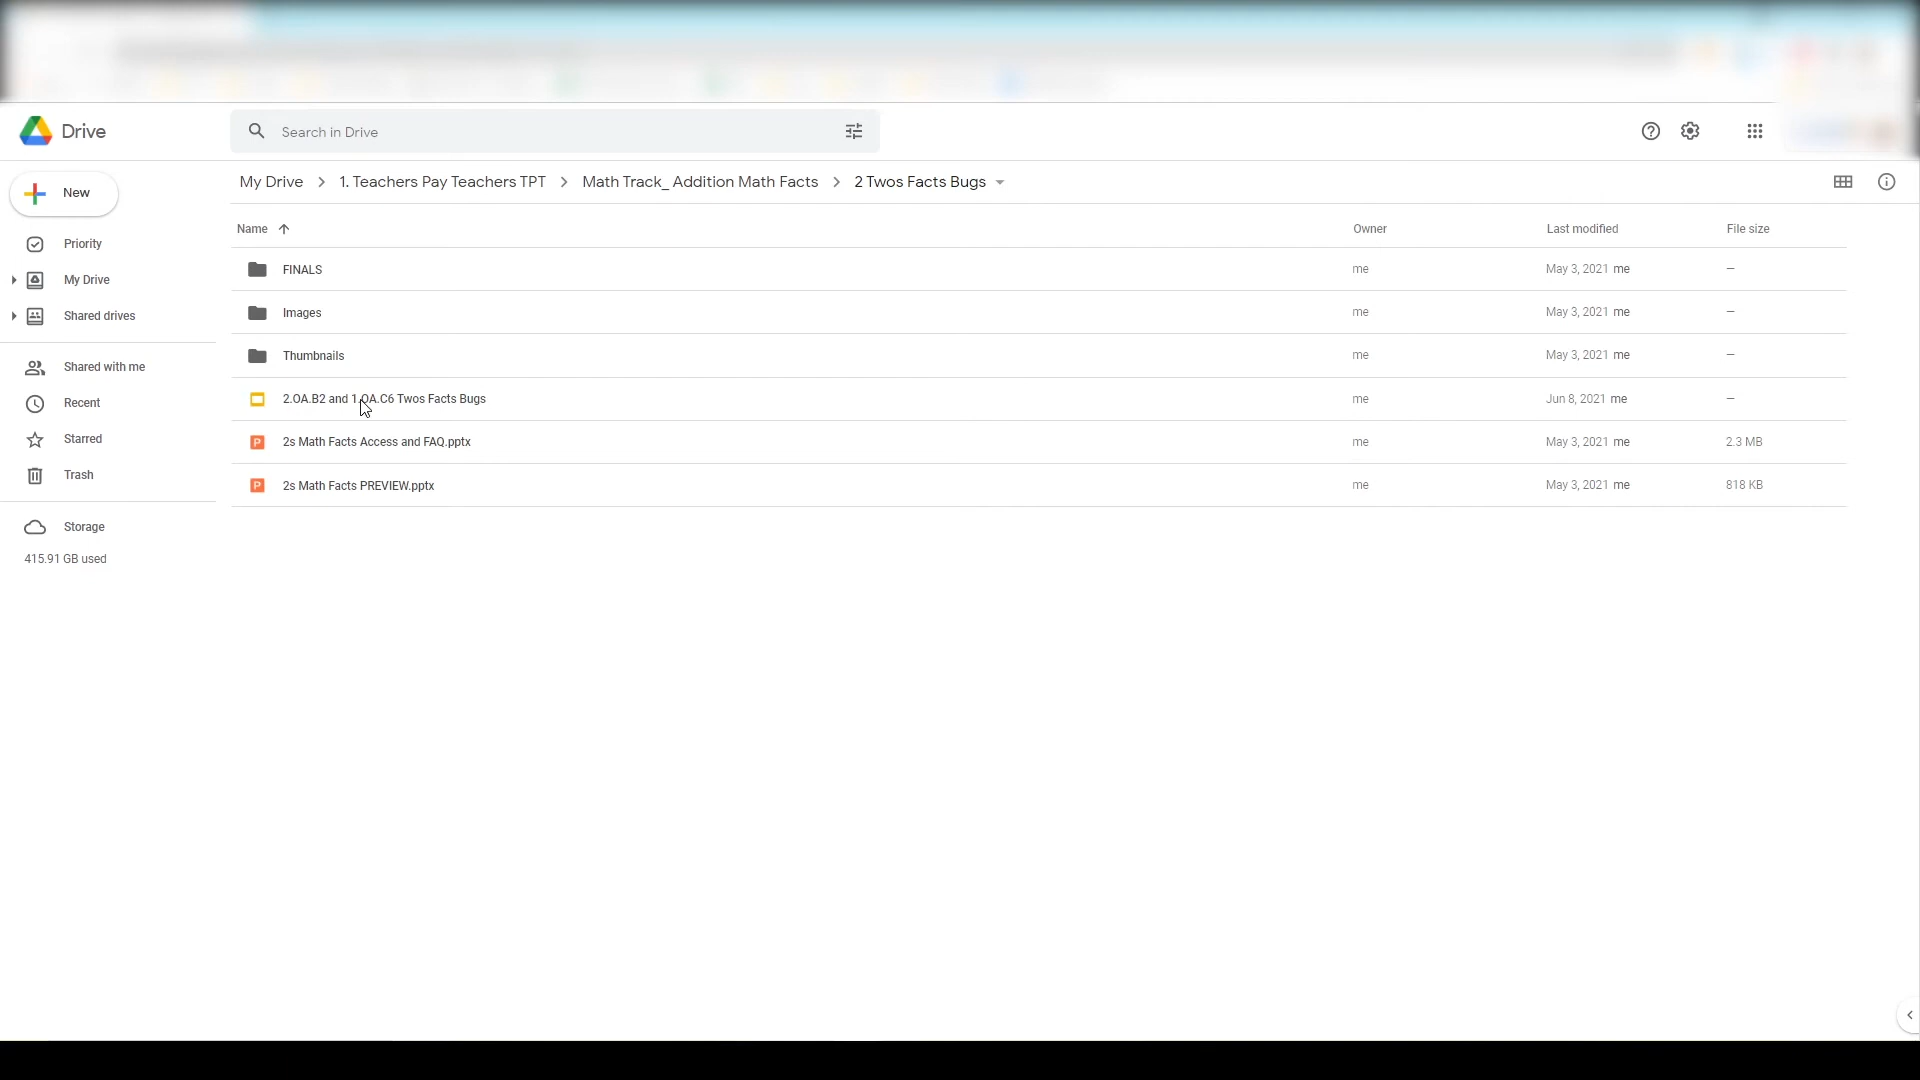 Drive
Search in Drive
New
My Drive > 1. Teachers Pay Teachers TPT > Math Track_ Addition Math Facts > 2 Twos Facts Bugs
Name Owner Last modified File size
Priority
My Drive
Shared drives
Shared with me
Recent
Starred
Trash
Storage
415.91 GB used
FINALS me May 3, 2021 me –
Images me May 3, 2021 me –
Thumbnails me May 3, 2021 me –
2.OA.B2 and 1.OA.C6 Twos Facts Bugs me Jun 8, 2021 me –
2s Math Facts Access and FAQ.pptx me May 3, 2021 me 2.3 MB
2s Math Facts PREVIEW.pptx me May 3, 2021 me 818 KB